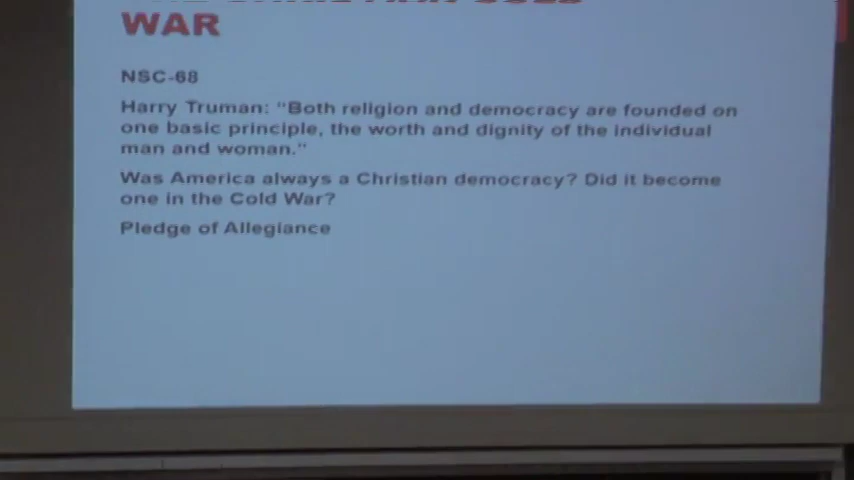 WAR
NSC-68
Harry Truman: "Both religion and democracy are founded on
one basic principle, the worth and dignity of the individual
man and woman."
Was America always a Christian democracy? Did it become
one in the Cold War?
Pledge of Allegiance